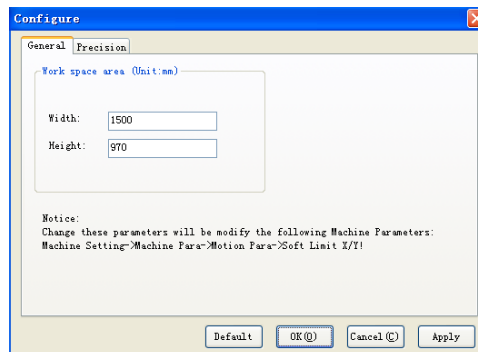 Configure
General Precision
Work space area (Unit:mm)
Width: 1500
Height: 970
Notice:
Change these parameters will be modify the following Machine Parameters:
Machine Setting->Machine Para->Motion Para->Soft Limit X/Y!
Default OK(O) Cancel(C) Apply